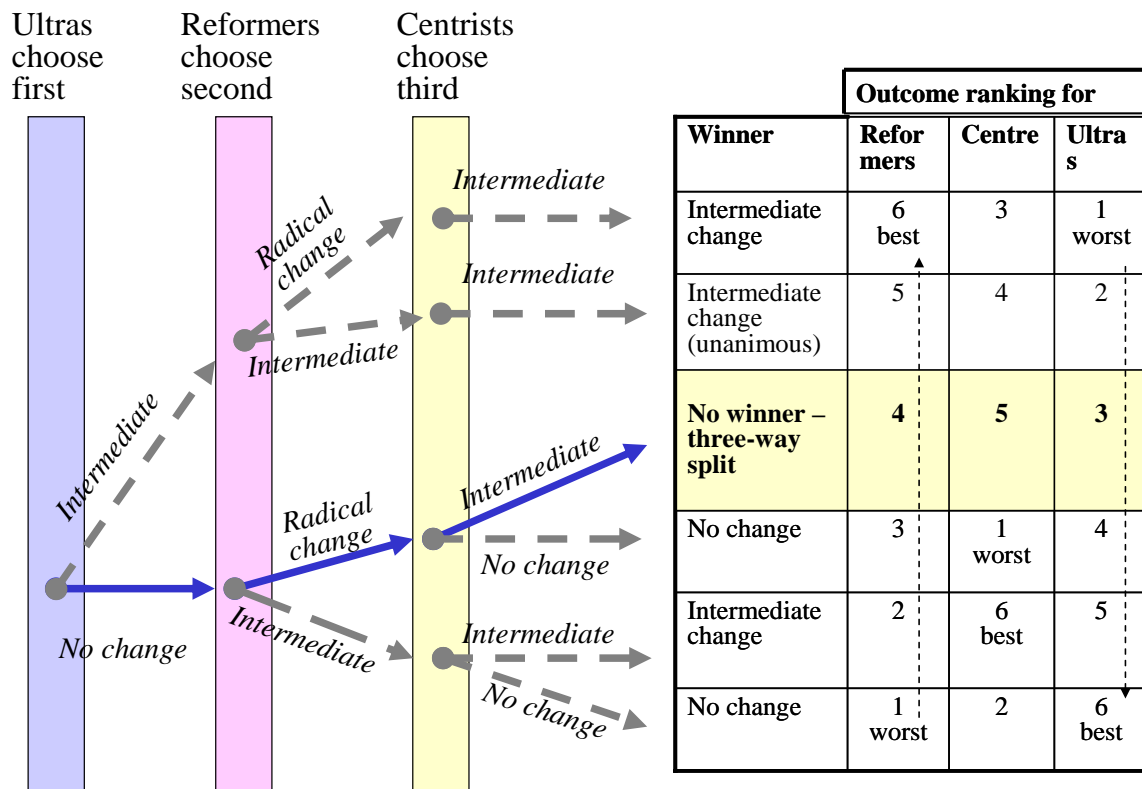 Ultras
choose
first
Reformers
choose
second
Centrists
choose
third
Radical
change
Intermediate
Intermediate
Intermediate
Intermediate
Intermediate
Radical
change
No change
No change
Intermediate
Intermediate
No change
Outcome ranking for
Winner
Refor
mers
Centre
Ultra
s
Intermediate
change
6
best
3
1
worst
Intermediate
change
(unanimous)
5
4
2
No winner –
three-way
split
4
5
3
No change
3
1
worst
4
Intermediate
change
2
6
best
5
No change
1
worst
2
6
best